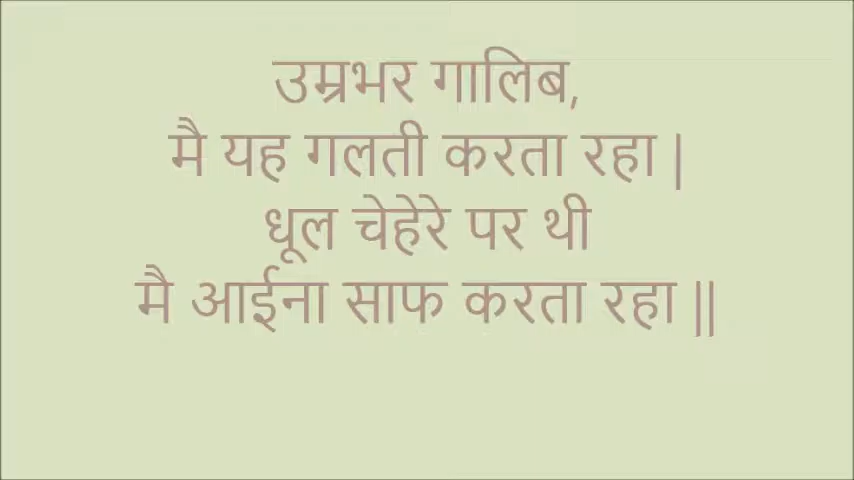 उम्रभर गालिब,
मै यह गलती करता रहा |
धूल चेहेरे पर थी
मै आईना साफ करता रहा ||